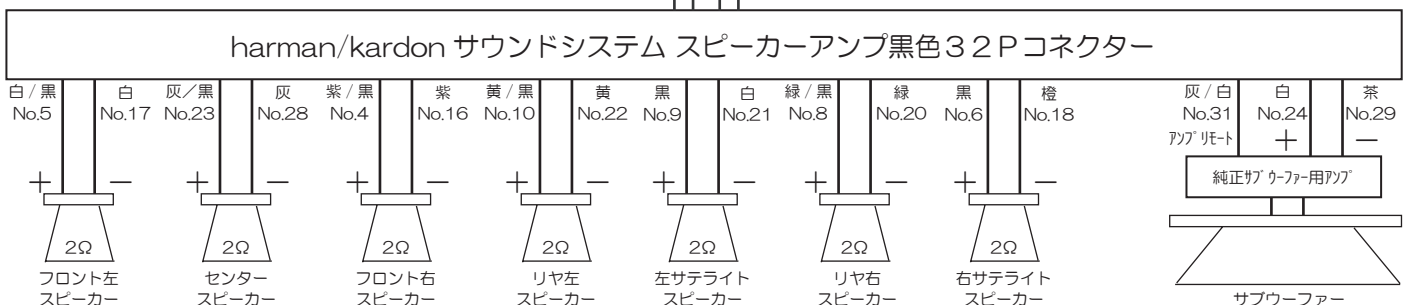 harman/kardon サウンドシステム スピーカーアンプ黒色32Pコネクター
白/黒 白 灰/黒 灰 紫/黒 紫 黄/黒 黄 黒 白 緑/黒 緑 黒 橙 灰/白 白 茶
No.5 No.17 No.23 No.28 No.4 No.16 No.10 No.22 No.9 No.21 No.8 No.20 No.6 No.18 No.31 No.24 No.29
アンプリモート + −
+ − + − + − + − + − + − + − 純正サブウーファー用アンプ
2Ω 2Ω 2Ω 2Ω 2Ω 2Ω 2Ω
フロント左 センター フロント右 リヤ左 左サテライト リヤ右 右サテライト
スピーカー スピーカー スピーカー スピーカー スピーカー スピーカー スピーカー サブウーファー